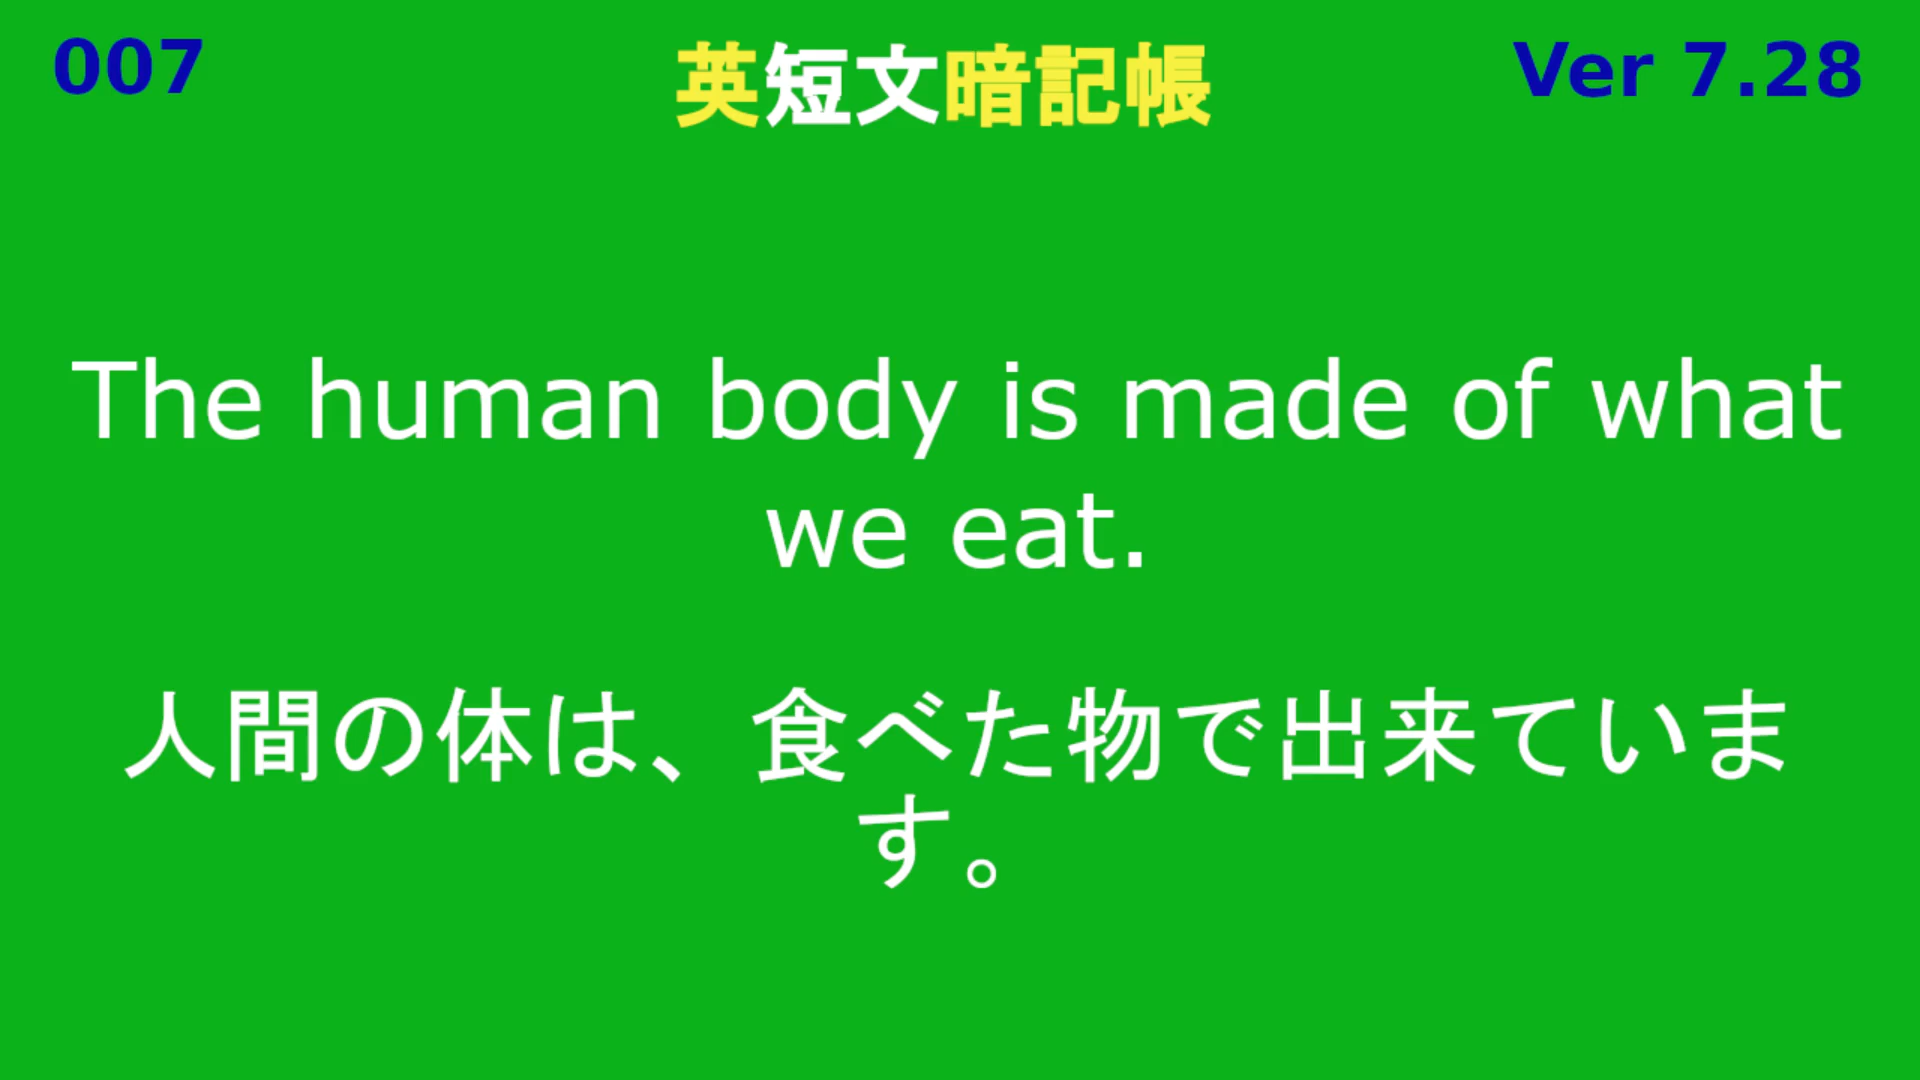 007
英短文暗記帳
Ver 7.28
The human body is made of what
we eat.
人間の体は、食べた物で出来ていま
す。